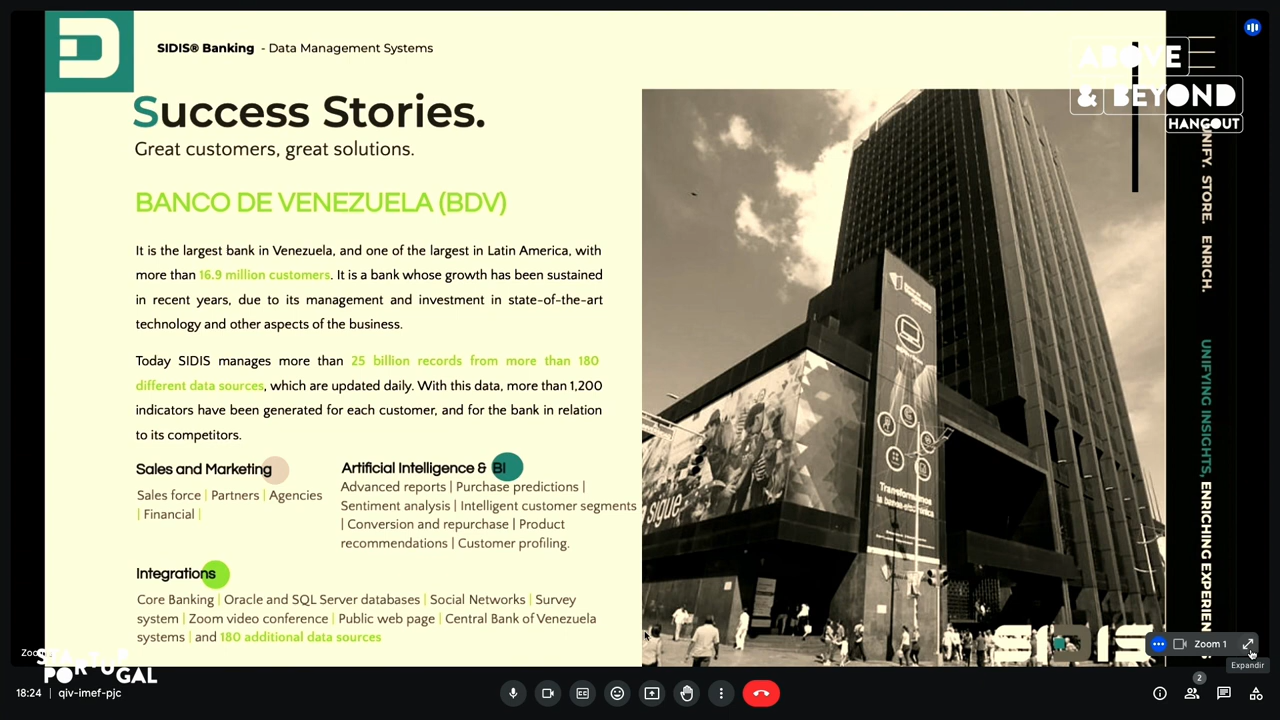 SIDIS® Banking - Data Management Systems
ABOVE
& BEYOND
HANGOUT
Success Stories.
Great customers, great solutions.
BANCO DE VENEZUELA (BDV)
It is the largest bank in Venezuela, and one of the largest in Latin America, with
more than 16.9 million customers. It is a bank whose growth has been sustained
in recent years, due to its management and investment in state-of-the-art
technology and other aspects of the business.
Today SIDIS manages more than 25 billion records from more than 180
different data sources, which are updated daily. With this data, more than 1,200
indicators have been generated for each customer, and for the bank in relation
to its competitors.
Sales and Marketing
Sales force | Partners | Agencies
| Financial |
Artificial Intelligence & BI
Advanced reports | Purchase predictions |
Sentiment analysis | Intelligent customer segments
| Conversion and repurchase | Product
recommendations | Customer profiling.
Integrations
Core Banking | Oracle and SQL Server databases | Social Networks | Survey
system | Zoom video conference | Public web page | Central Bank of Venezuela
systems | and 180 additional data sources
Transformamos
la banca electrónica
sigue
UNIFY. STORE. ENRICH.
UNIFYING INSIGHTS, ENRICHING EXPERIEN
SIDIS
Zoom 1
Expandir
STARTUP
PORTUGAL
18:24 | qiv-imef-pjc
2